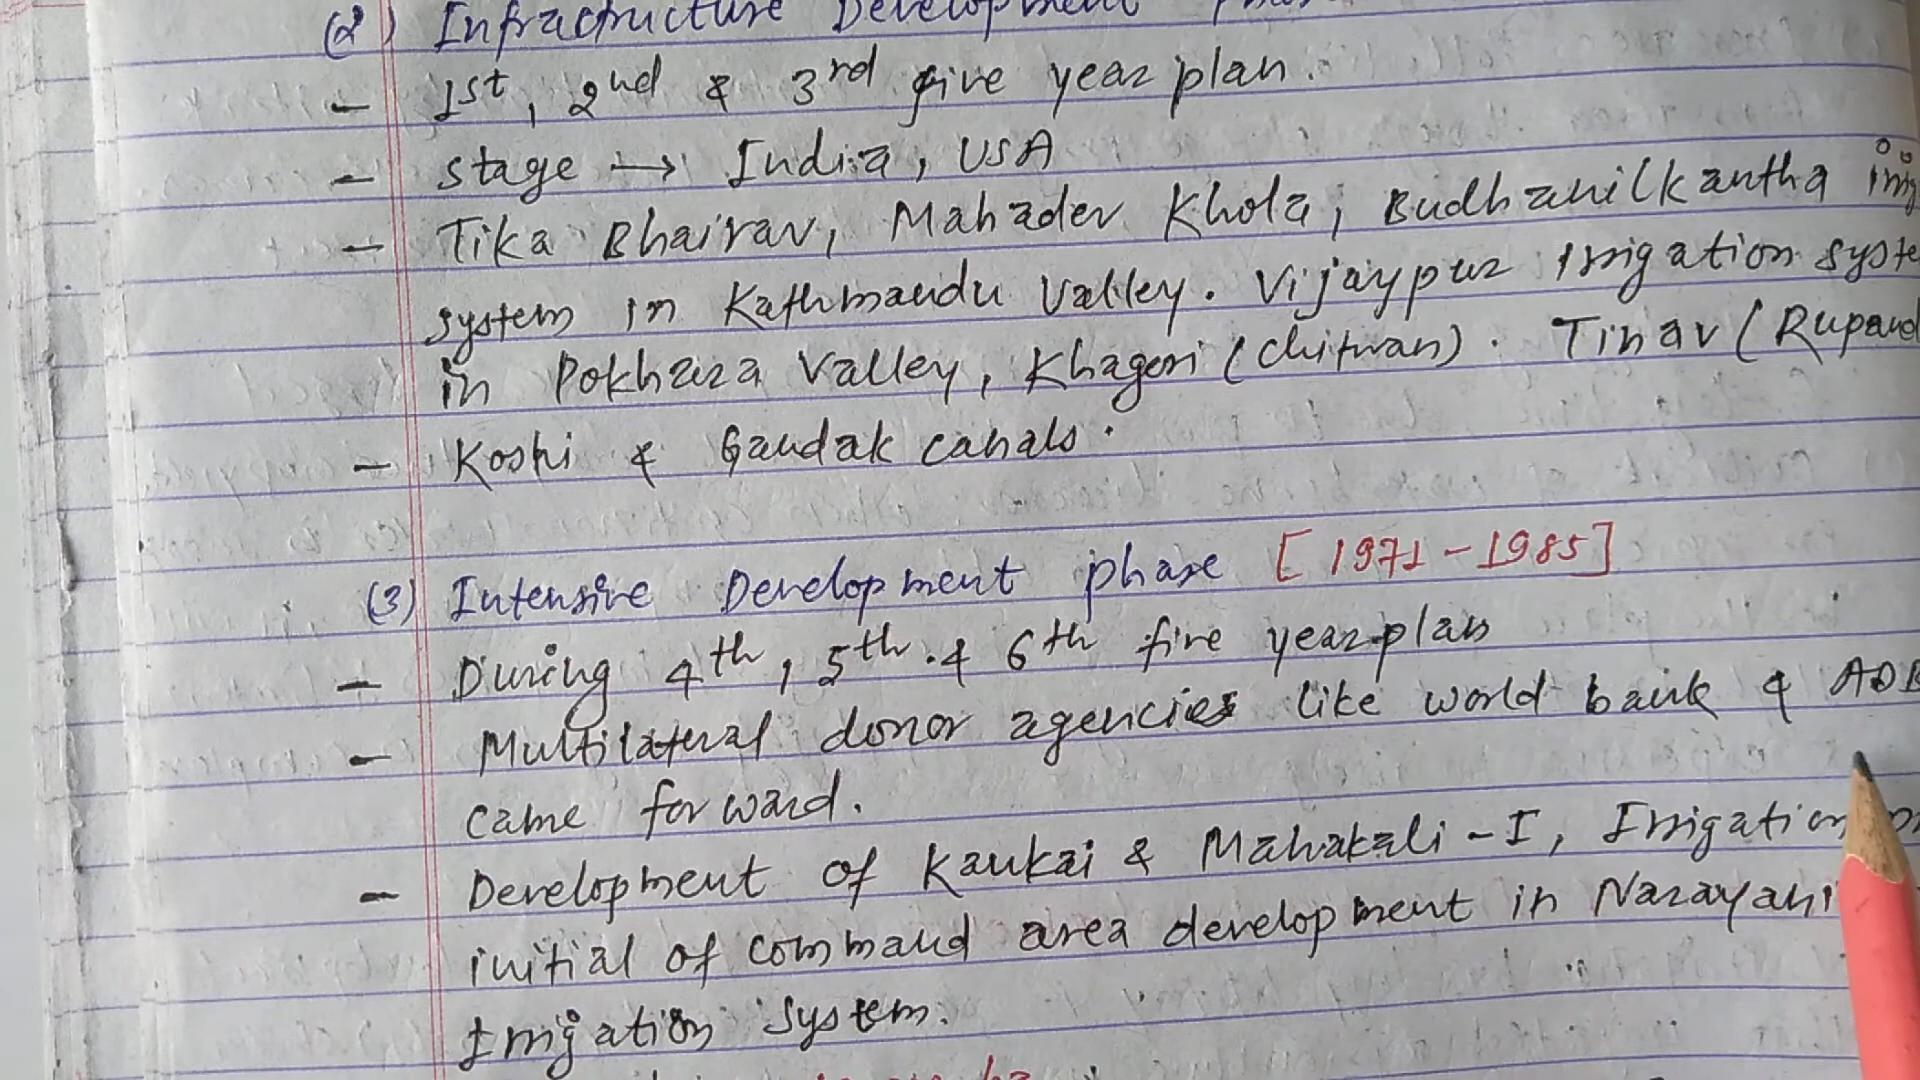 (2) Infrastructure Development
- 1st, 2nd & 3rd five year plan.
- stage → India, USA
- Tika Bhairav, Mahadev Khola, Budhanilkantha irrig
system in Kathmandu Valley. Vijaypur Irrigation syste
in Pokhara Valley, Khageri (Chitwan). Tinav (Rupand
- Koshi & Gandak canals.
(3) Intensive Development phase [1971-1985]
- During 4th, 5th & 6th five year plan
- Multilateral donor agencies like world bank & ADB
came forward.
- Development of Kankai & Mahakali-I, Irrigation
initial of command area development in Narayani
Irrigation System.